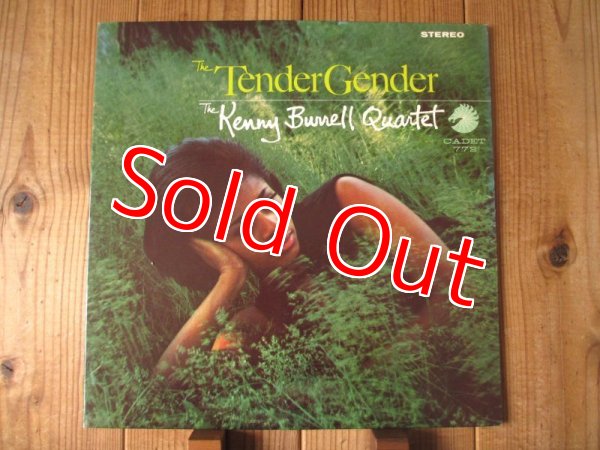 STEREO
The Tender Gender
The Kenny Burrell Quartet
CADET
772
Sold Out